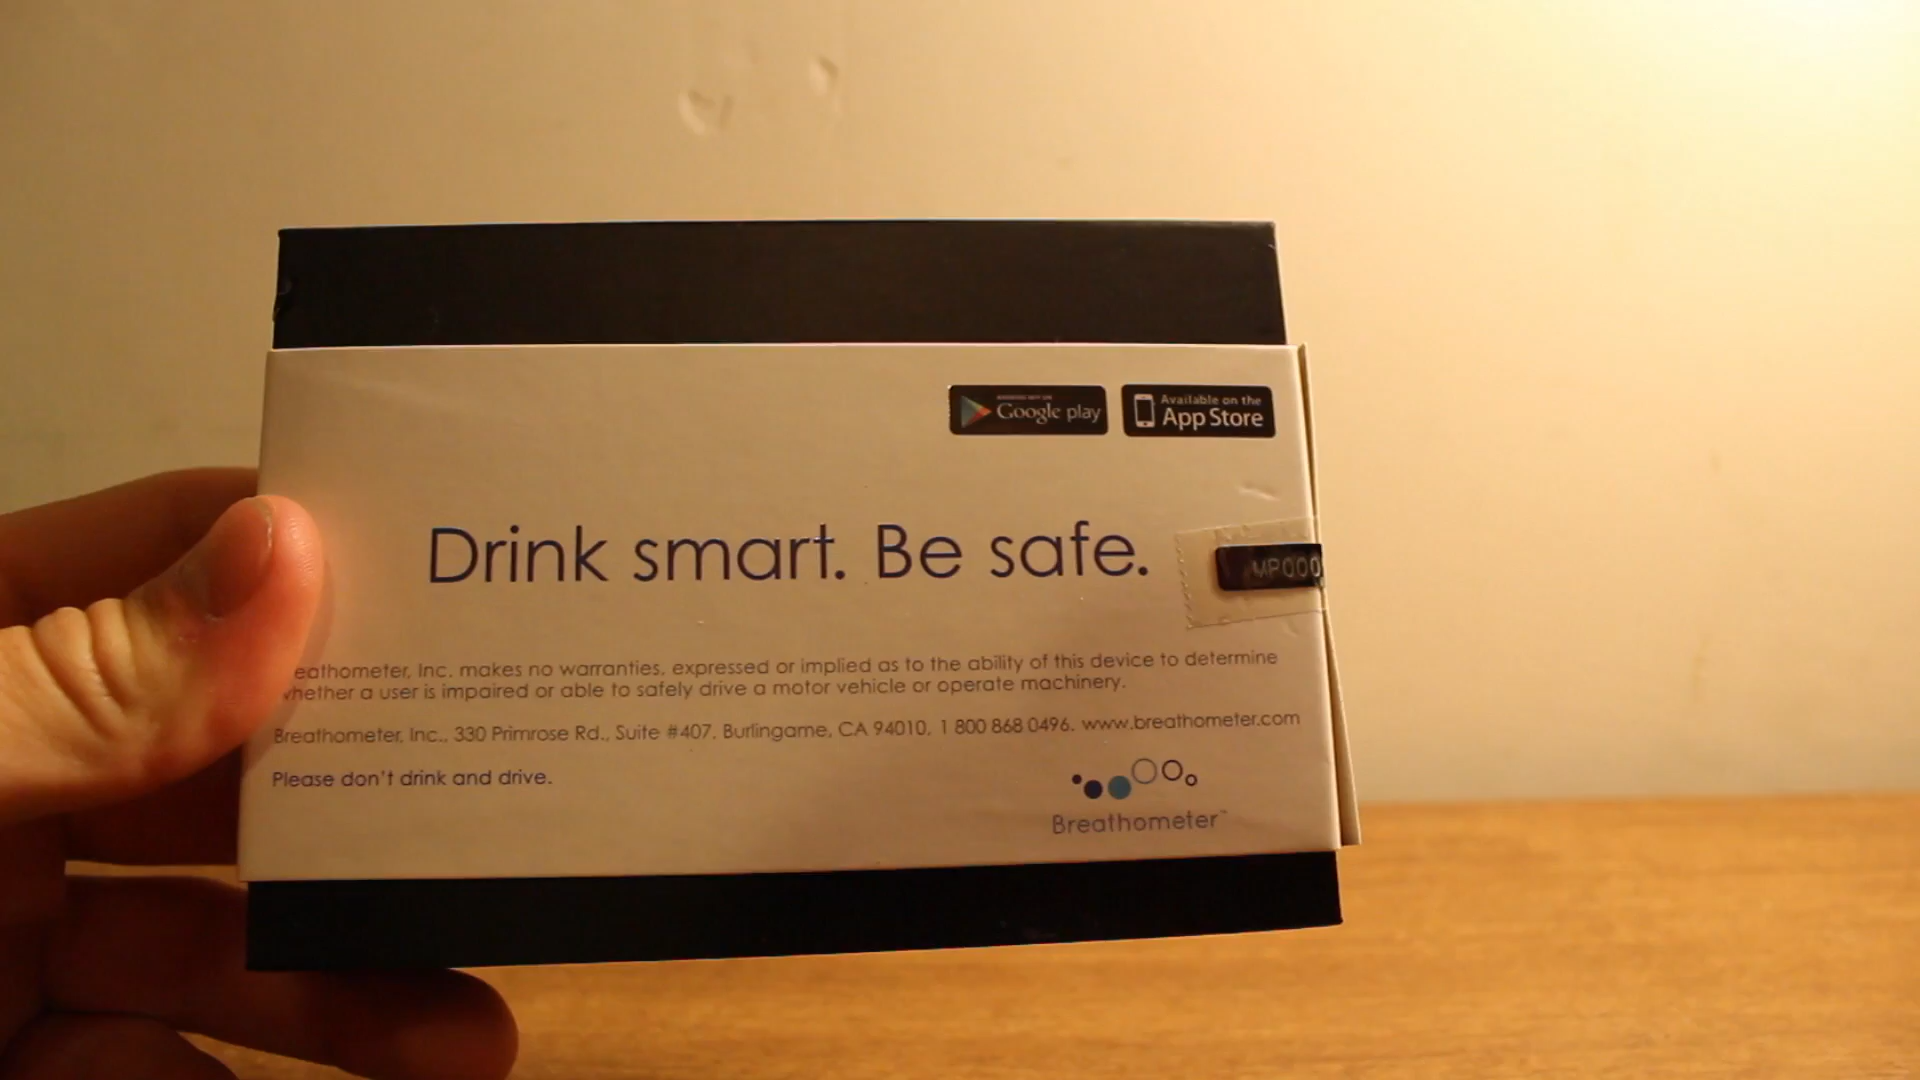 Google play
Available on the
App Store
Drink smart. Be safe.
MP000
eathometer, Inc. makes no warranties, expressed or implied as to the ability of this device to determine
whether a user is impaired or able to safely drive a motor vehicle or operate machinery.
Breathometer, Inc., 330 Primrose Rd., Suite #407, Burlingame, CA 94010, 1 800 868 0496. www.breathometer.com
Please don't drink and drive.
Breathometer™